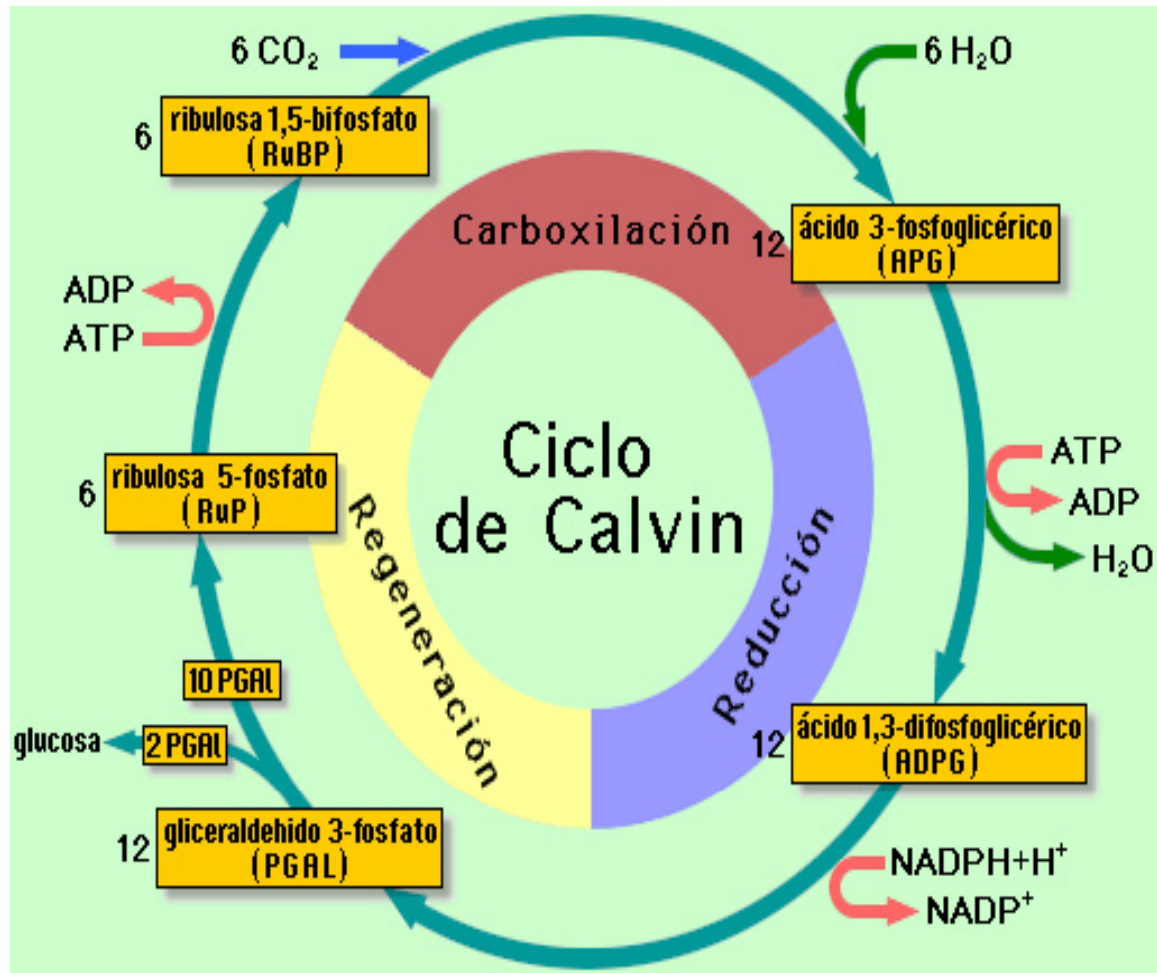 6 CO₂
6 H₂O
6
ribulosa 1,5-bifosfato
(RuBP)
Carboxilación
12
ácido 3-fosfoglicérico
(APG)
ADP
ATP
Ciclo
de Calvin
ATP
ADP
H₂O
6
ribulosa 5-fosfato
(RuP)
Regeneración
Reducción
10 PGAl
glucosa
2 PGAl
12
ácido 1,3-difosfoglicérico
(ADPG)
12
gliceraldehido 3-fosfato
(PGAL)
NADPH+H⁺
NADP⁺